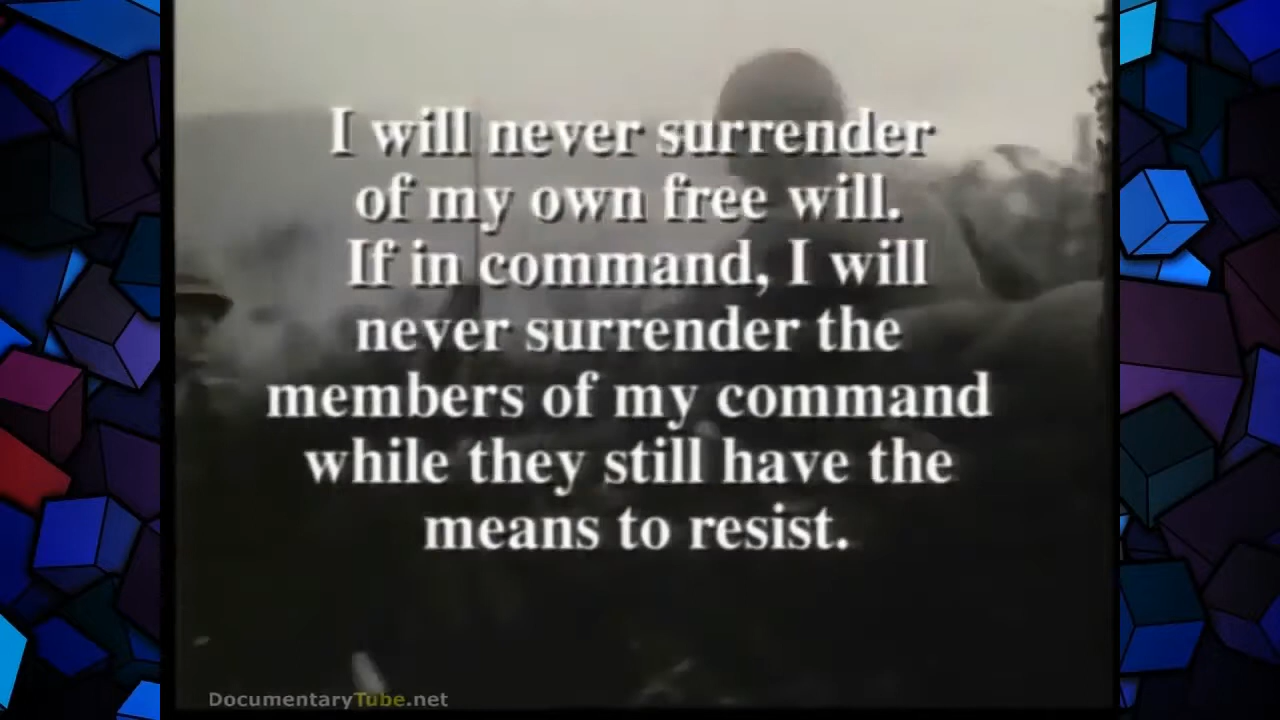 I will never surrender
of my own free will.
If in command, I will
never surrender the
members of my command
while they still have the
means to resist.
DocumentaryTube.net